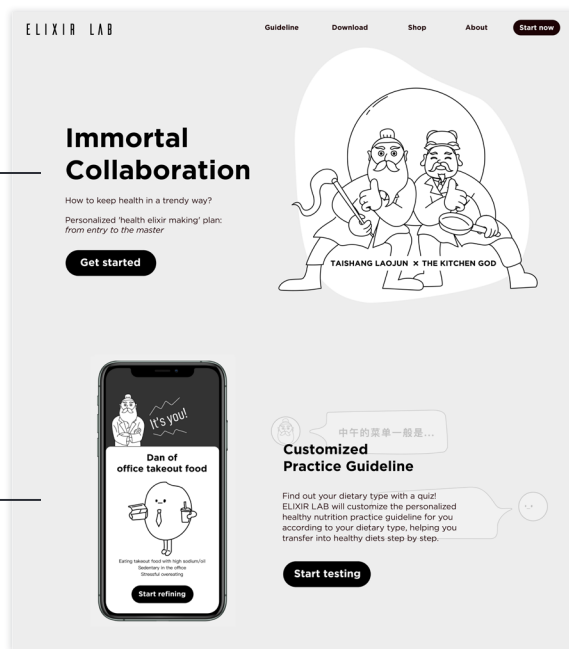 ELIXIR LAB
Guideline Download Shop About Start now
Immortal
Collaboration
How to keep health in a trendy way?
Personalized 'health elixir making' plan:
from entry to the master
Get started
TAISHANG LAOJUN × THE KITCHEN GOD
It's you!
Dan of
office takeout food
Eating takeout food with high sodium/oil
Sedentary in the office
Stressful overeating
Start refining
中午的菜单一般是...
Customized
Practice Guideline
Find out your dietary type with a quiz!
ELIXIR LAB will customize the personalized
healthy nutrition practice guideline for you
according to your dietary type, helping you
transfer into healthy diets step by step.
Start testing